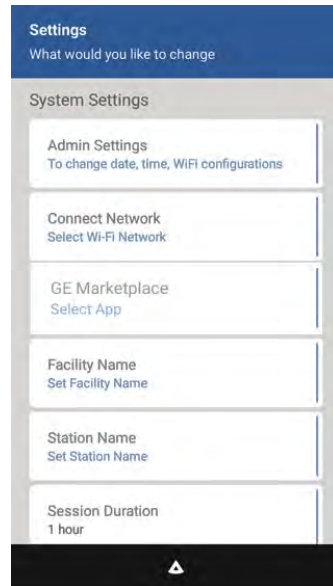 Settings
What would you like to change
System Settings
Admin Settings
To change date, time, WiFi configurations
Connect Network
Select Wi-Fi Network
GE Marketplace
Select App
Facility Name
Set Facility Name
Station Name
Set Station Name
Session Duration
1 hour